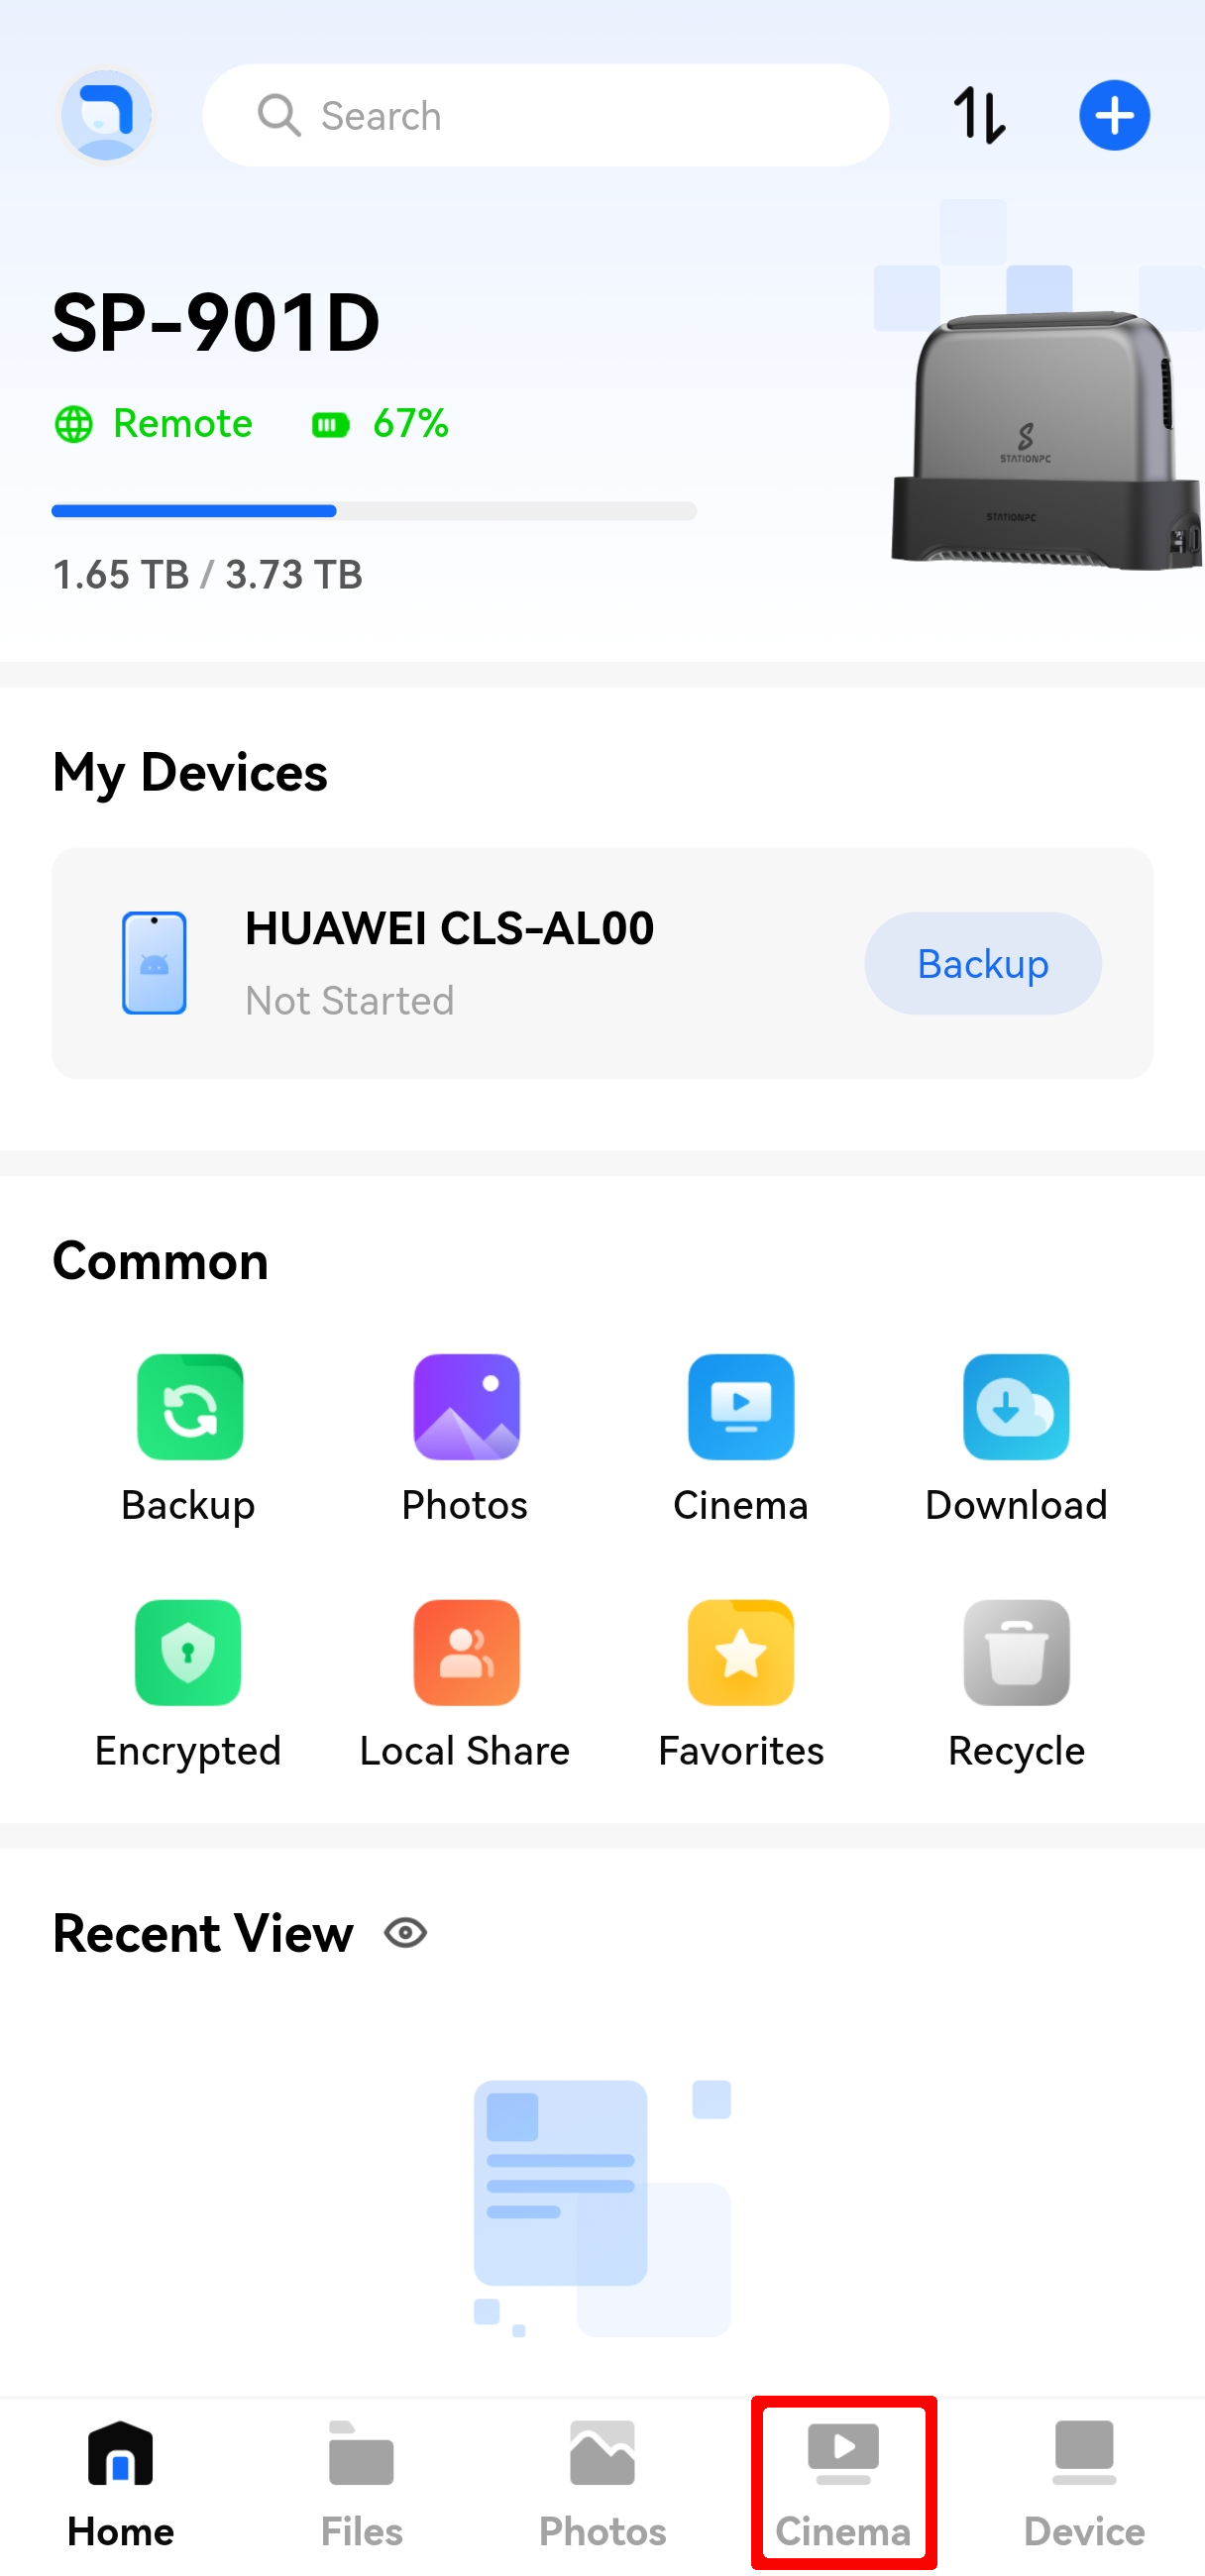 Search
SP-901D
Remote 67%
1.65 TB / 3.73 TB
STATIONPC
STATIONPC
My Devices
HUAWEI CLS-AL00
Not Started
Backup
Common
Backup Photos Cinema Download
Encrypted Local Share Favorites Recycle
Recent View
Home Files Photos Cinema Device